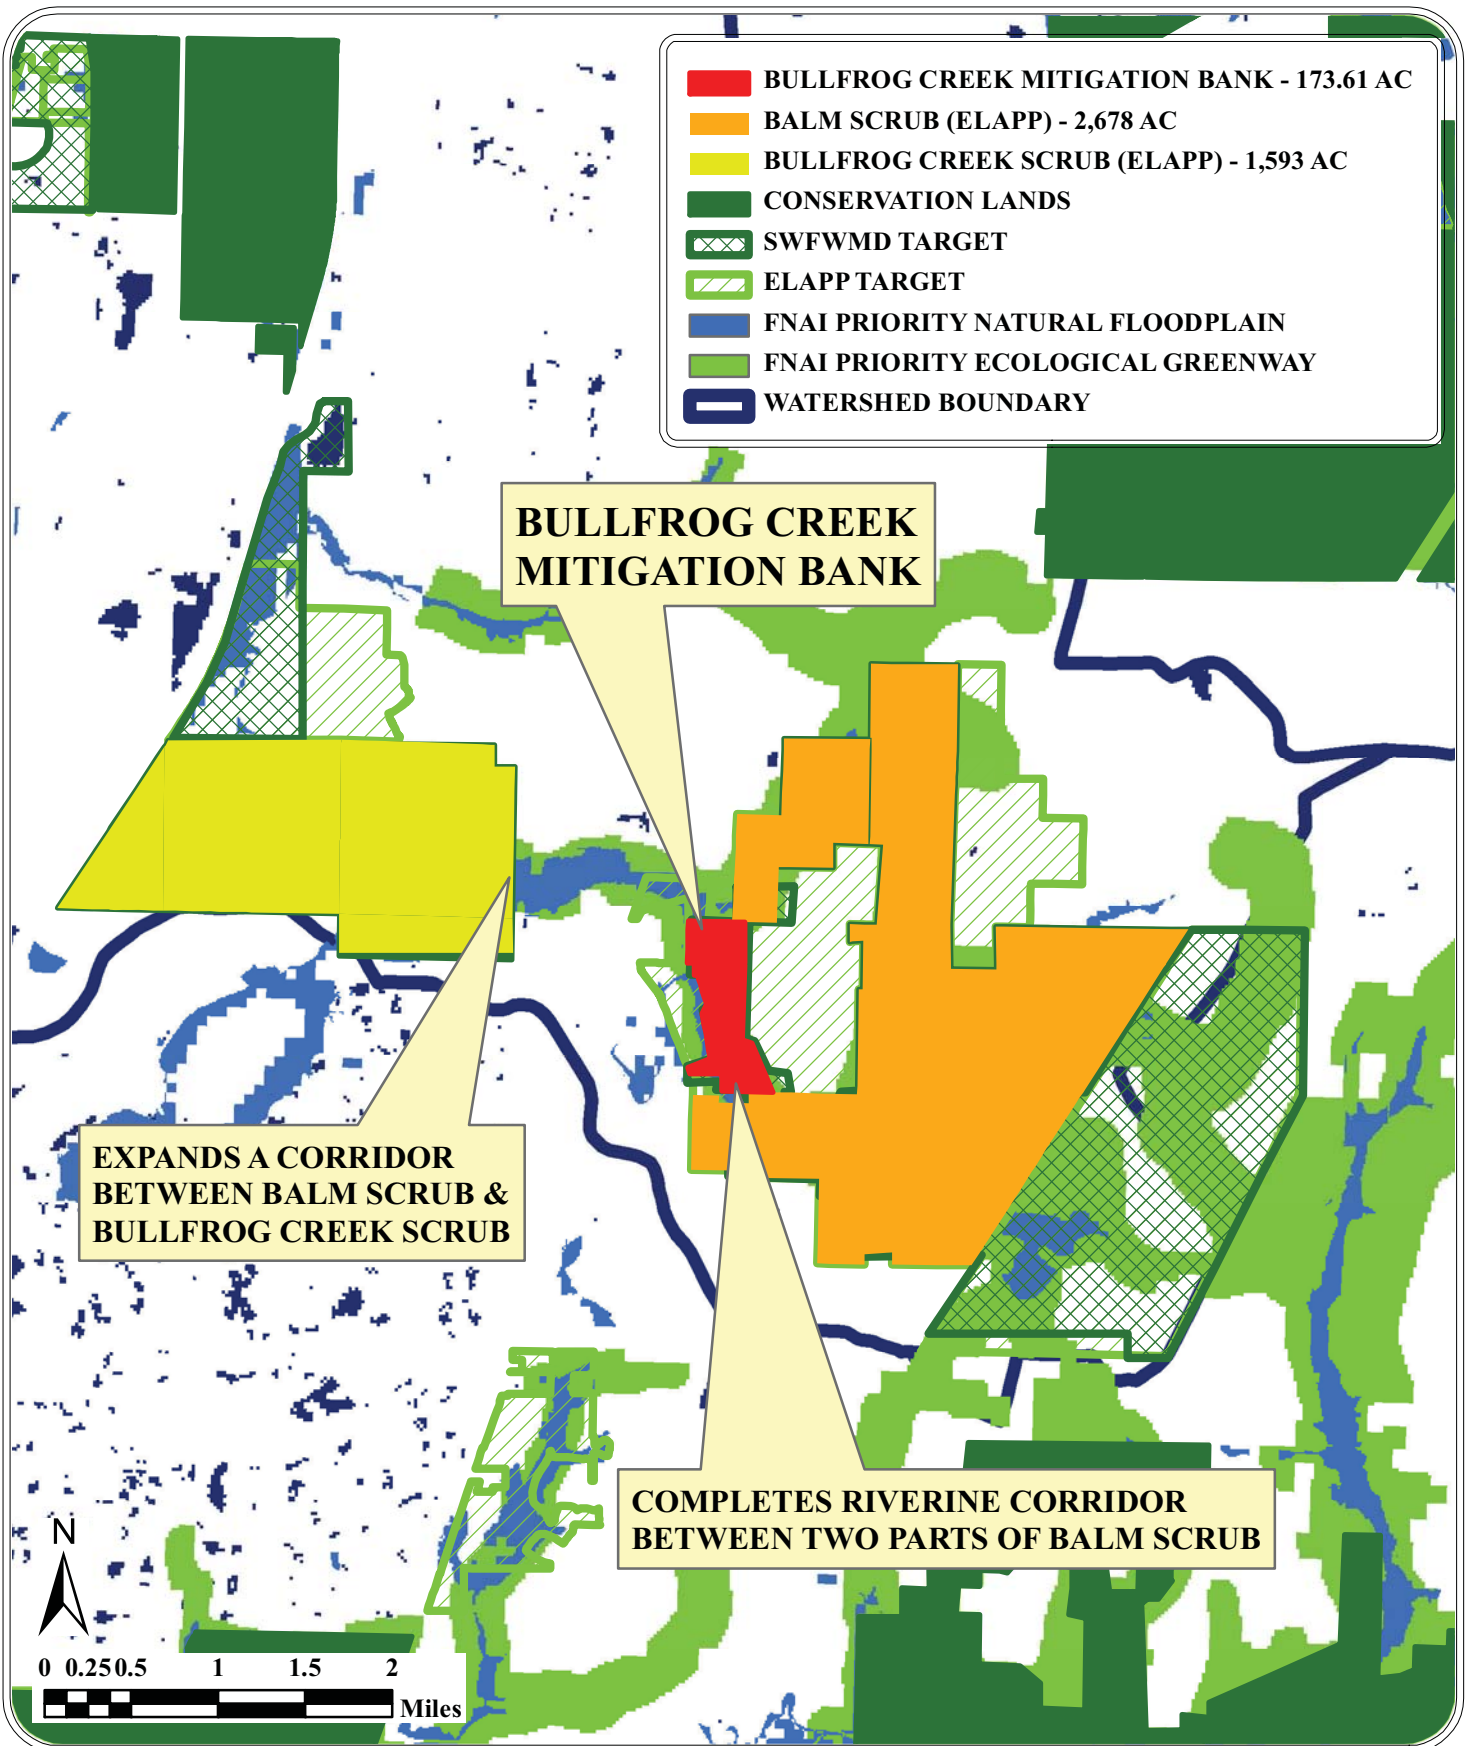 BULLFROG CREEK MITIGATION BANK - 173.61 AC
BALM SCRUB (ELAPP) - 2,678 AC
BULLFROG CREEK SCRUB (ELAPP) - 1,593 AC
CONSERVATION LANDS
SWFWMD TARGET
ELAPP TARGET
FNAI PRIORITY NATURAL FLOODPLAIN
FNAI PRIORITY ECOLOGICAL GREENWAY
WATERSHED BOUNDARY
BULLFROG CREEK
MITIGATION BANK
EXPANDS A CORRIDOR
BETWEEN BALM SCRUB &
BULLFROG CREEK SCRUB
COMPLETES RIVERINE CORRIDOR
BETWEEN TWO PARTS OF BALM SCRUB
N
0 0.25 0.5 1 1.5 2
Miles